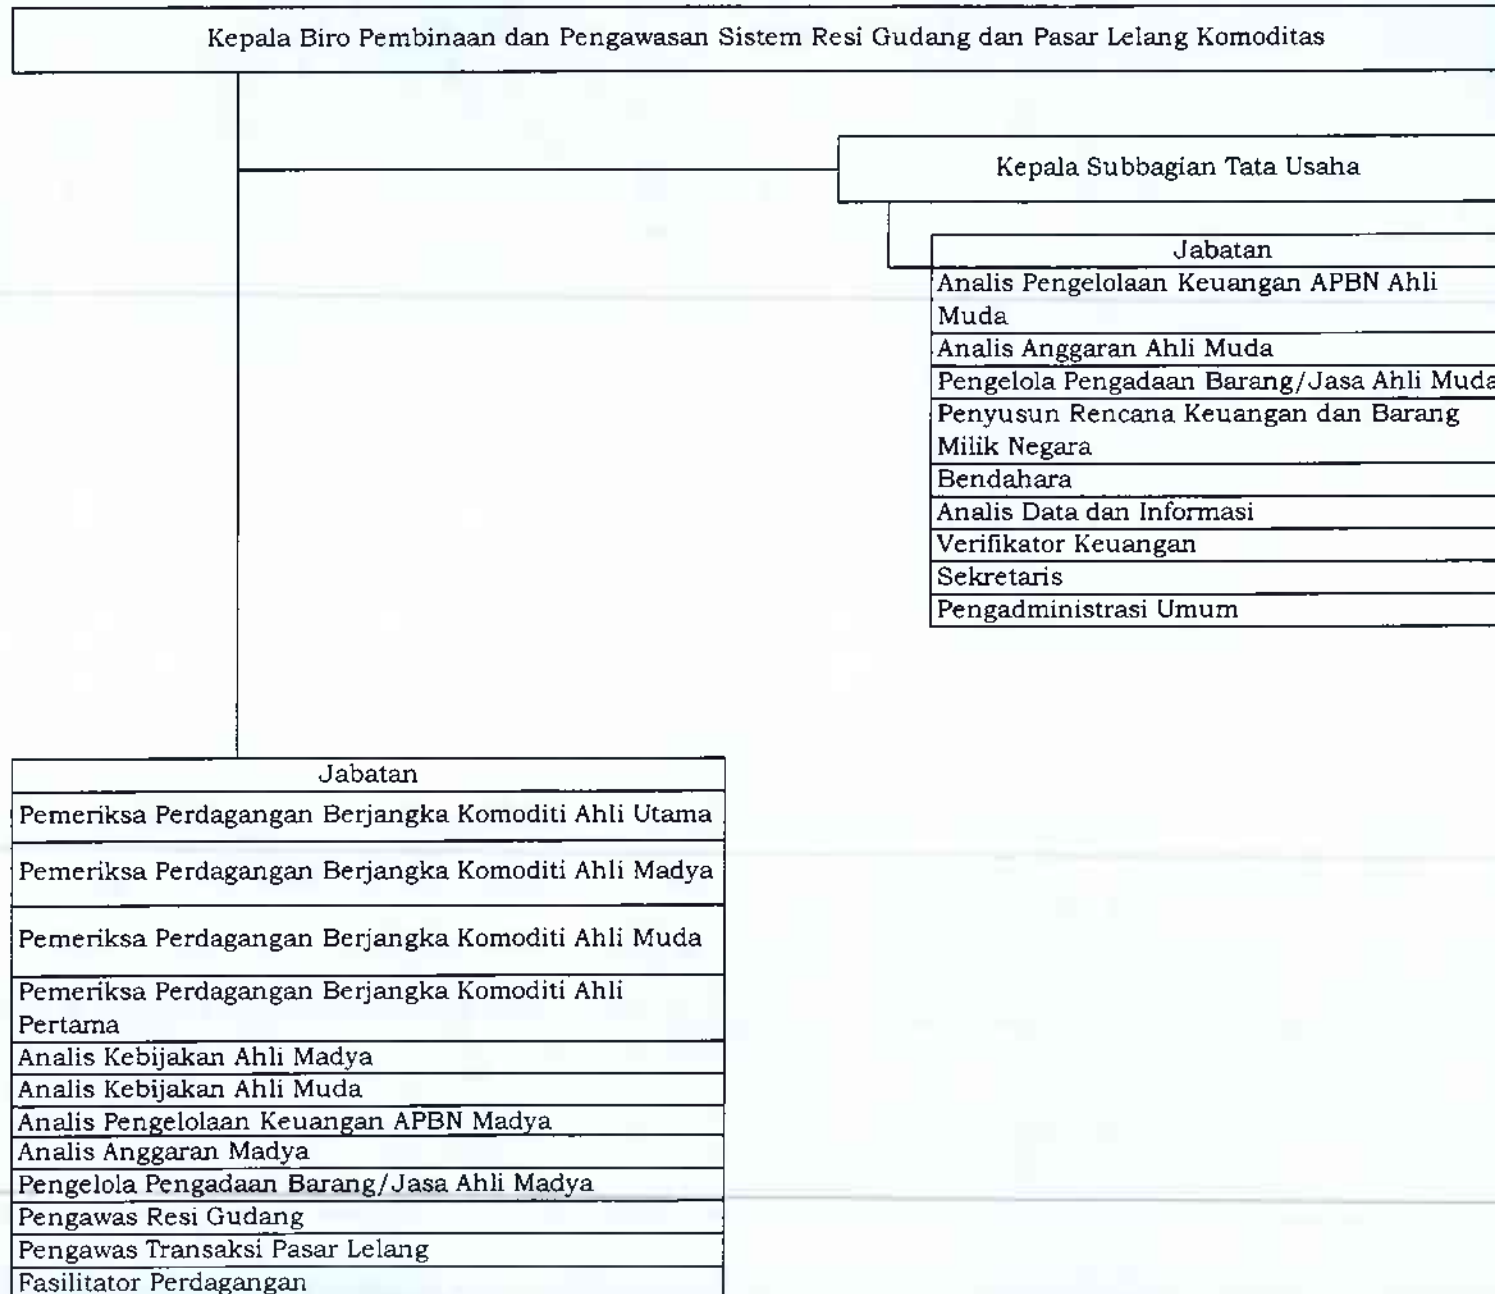 Kepala Biro Pembinaan dan Pengawasan Sistem Resi Gudang dan Pasar Lelang Komoditas
Kepala Subbagian Tata Usaha
Jabatan
Analis Pengelolaan Keuangan APBN Ahli
Muda
Analis Anggaran Ahli Muda
Pengelola Pengadaan Barang/Jasa Ahli Muda
Penyusun Rencana Keuangan dan Barang
Milik Negara
Bendahara
Analis Data dan Informasi
Verifikator Keuangan
Sekretaris
Pengadministrasi Umum
Jabatan
Pemeriksa Perdagangan Berjangka Komoditi Ahli Utama
Pemeriksa Perdagangan Berjangka Komoditi Ahli Madya
Pemeriksa Perdagangan Berjangka Komoditi Ahli Muda
Pemeriksa Perdagangan Berjangka Komoditi Ahli
Pertama
Analis Kebijakan Ahli Madya
Analis Kebijakan Ahli Muda
Analis Pengelolaan Keuangan APBN Madya
Analis Anggaran Madya
Pengelola Pengadaan Barang/Jasa Ahli Madya
Pengawas Resi Gudang
Pengawas Transaksi Pasar Lelang
Fasilitator Perdagangan